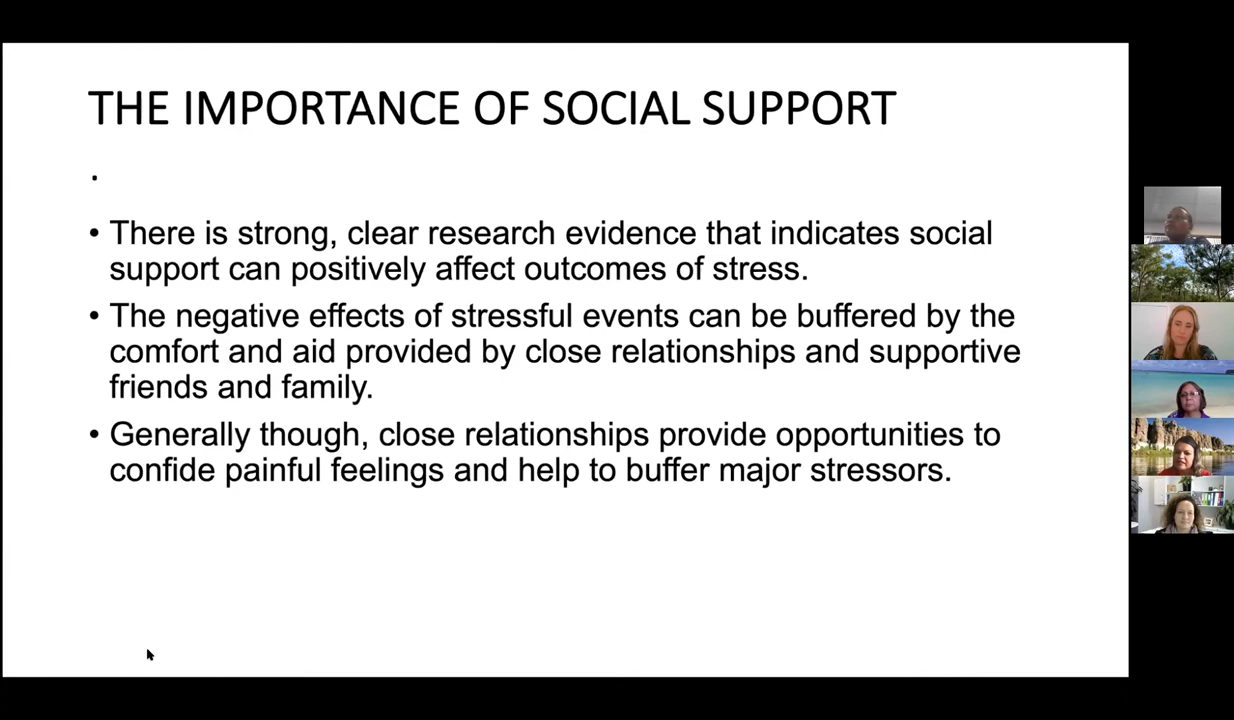 THE IMPORTANCE OF SOCIAL SUPPORT
.
• There is strong, clear research evidence that indicates social
support can positively affect outcomes of stress.
• The negative effects of stressful events can be buffered by the
comfort and aid provided by close relationships and supportive
friends and family.
• Generally though, close relationships provide opportunities to
confide painful feelings and help to buffer major stressors.